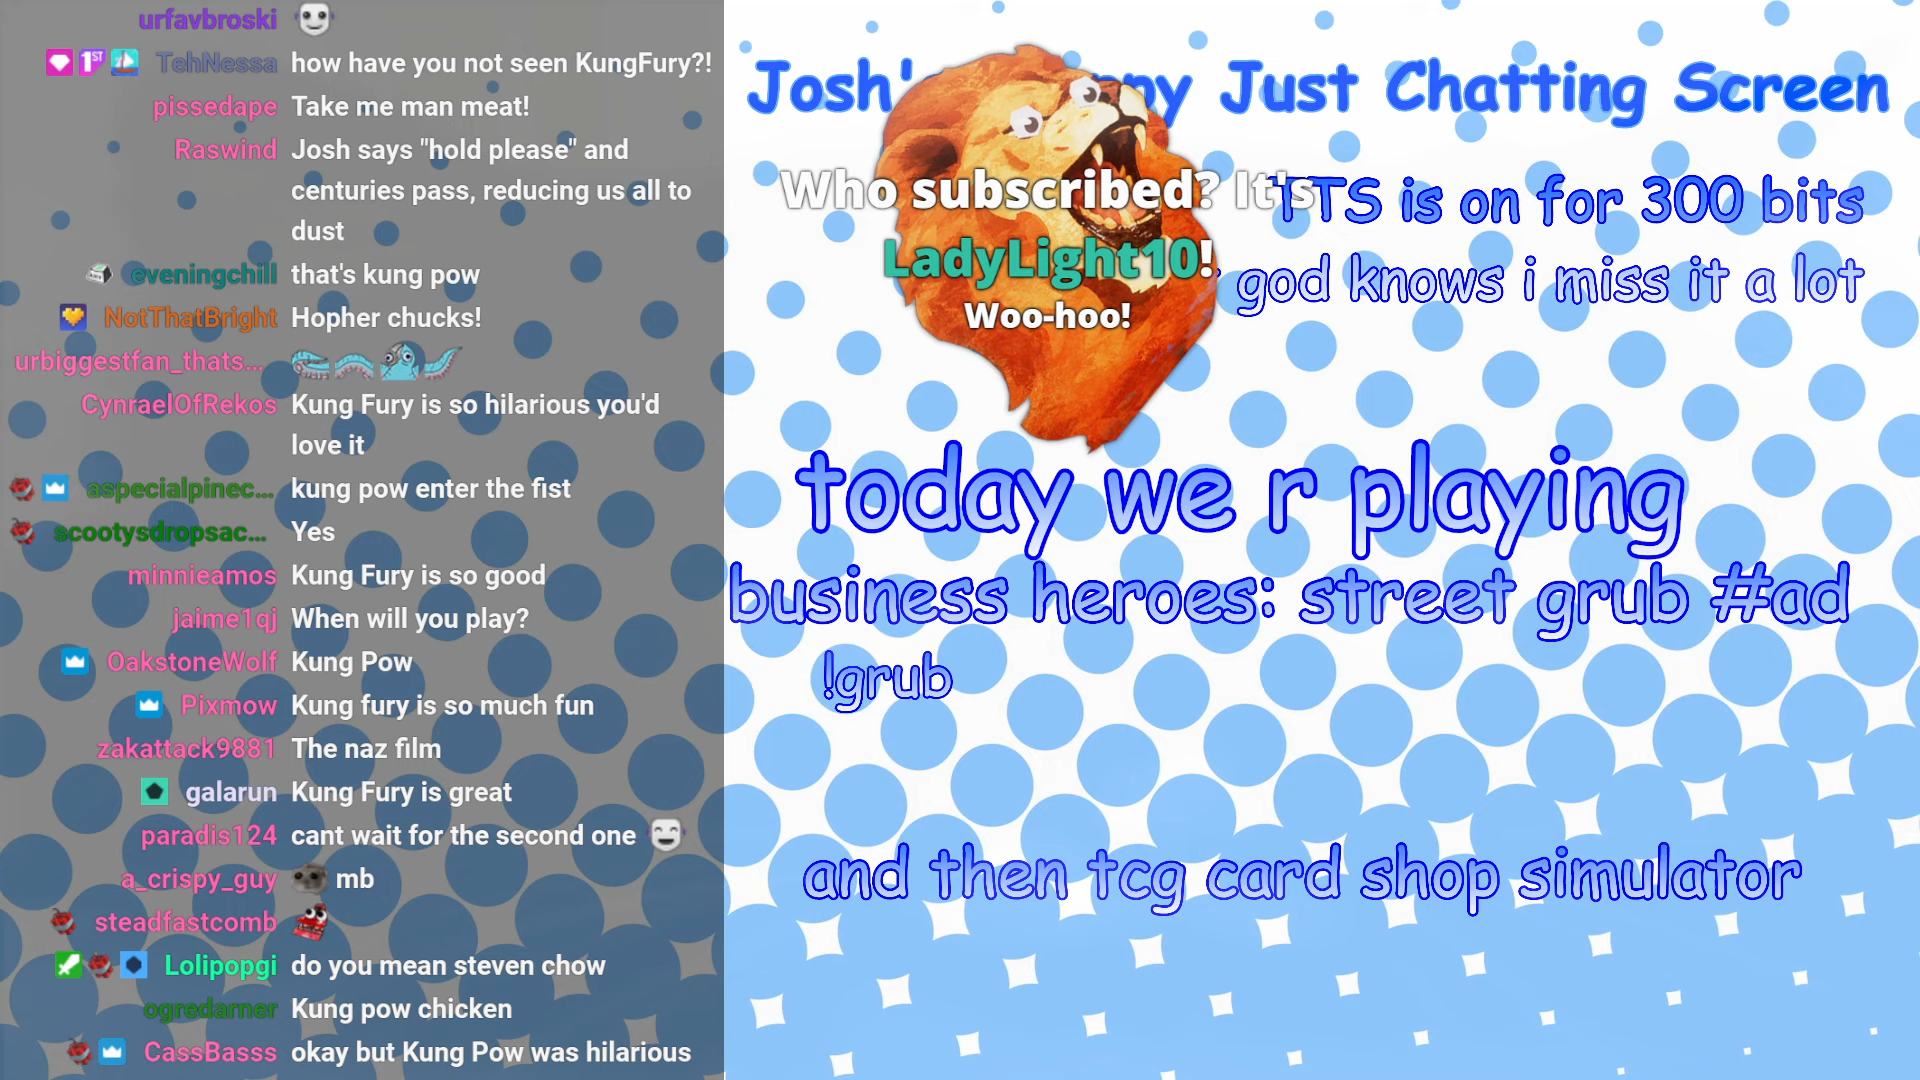 urfavbroski
1ST TehNessa how have you not seen KungFury?!
pissedape Take me man meat!
Raswind Josh says "hold please" and
centuries pass, reducing us all to
dust
eveningchill that's kung pow
NotThatBright Hopher chucks!
urbiggestfan_thats...
CynraelOfRekos Kung Fury is so hilarious you'd
love it
aspecialpinec... kung pow enter the fist
scootysdropsac... Yes
minnieamos Kung Fury is so good
jaime1qj When will you play?
OakstoneWolf Kung Pow
Pixmow Kung fury is so much fun
zakattack9881 The naz film
galarun Kung Fury is great
paradis124 cant wait for the second one
a_crispy_guy mb
steadfastcomb
Lolipopgi do you mean steven chow
ogredarner Kung pow chicken
CassBasss okay but Kung Pow was hilarious
Josh' Just Chatting Screen
Who subscribed? It's
LadyLight10!
Woo-hoo!
TTS is on for 300 bits
god knows i miss it a lot
today we r playing
business heroes: street grub #ad
!grub
and then tcg card shop simulator